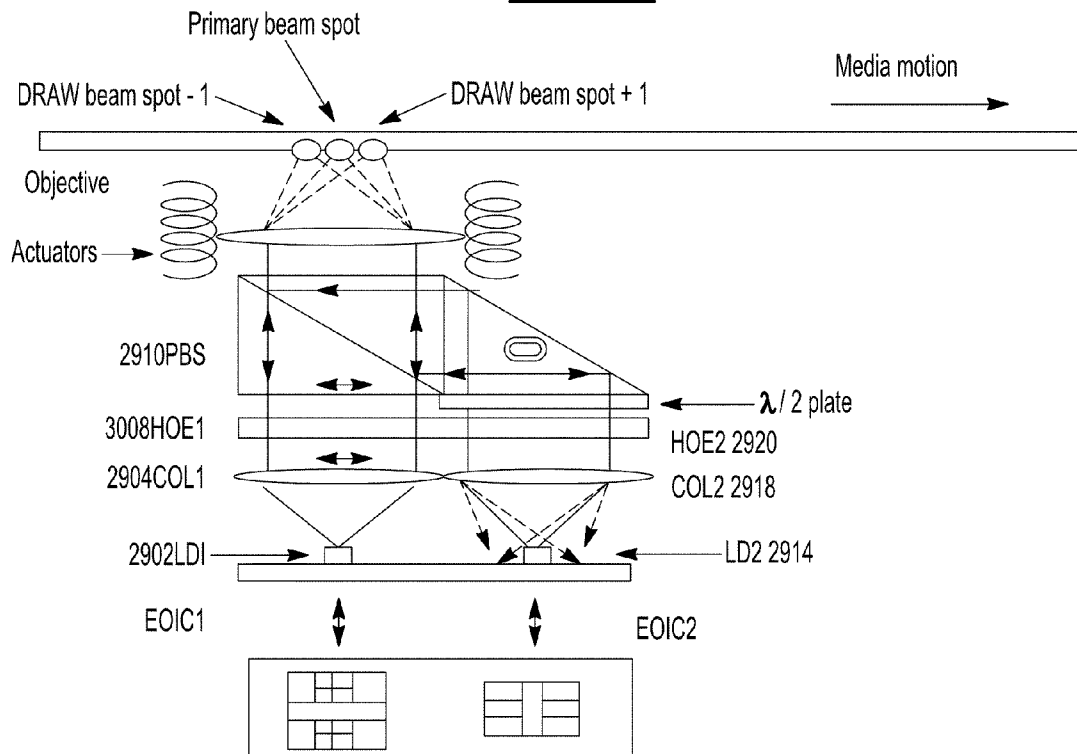 Primary beam spot
Media motion
DRAW beam spot - 1
DRAW beam spot + 1
Objective
Actuators
2910PBS
λ / 2 plate
3008HOE1
HOE2 2920
2904COL1
COL2 2918
2902LDI
LD2 2914
EOIC1
EOIC2